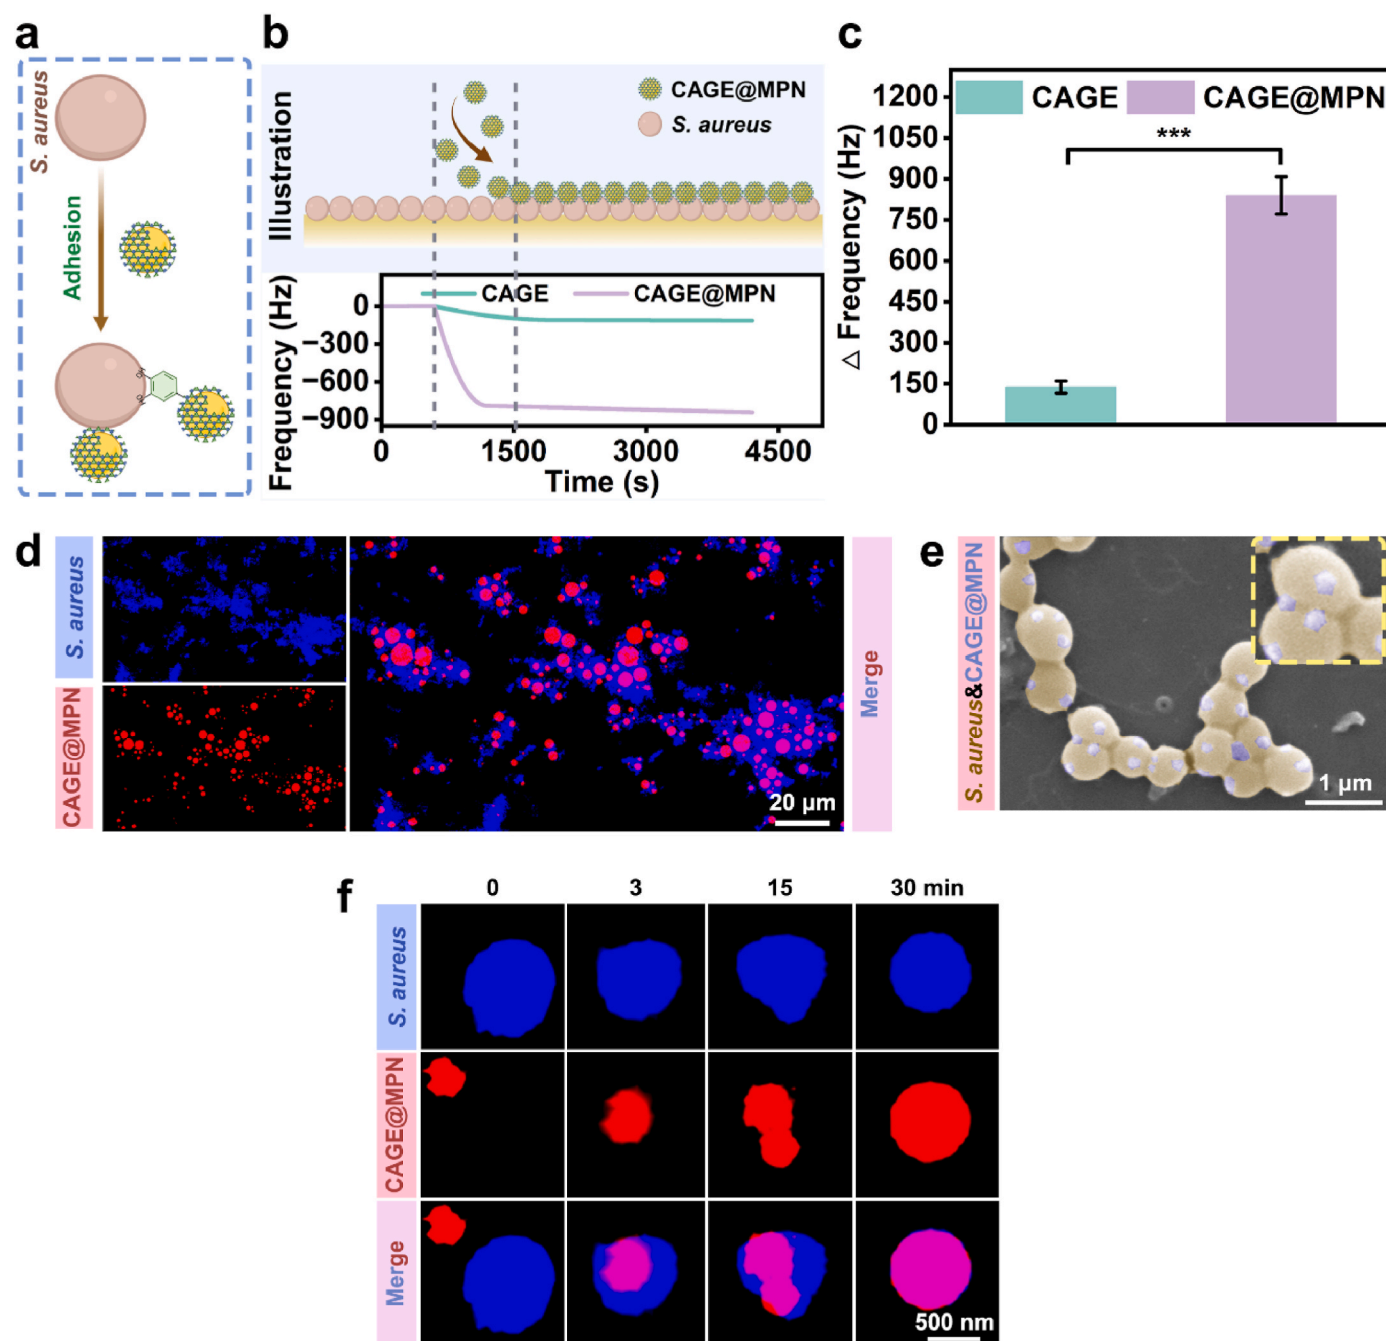 a
S. aureus
Adhesion
b
Illustration
CAGE@MPN
S. aureus
Frequency (Hz)
CAGE
CAGE@MPN
0
−300
−600
−900
0
1500
3000
4500
Time (s)
c
△ Frequency (Hz)
1200
1050
900
750
600
450
300
150
0
CAGE
CAGE@MPN
***
d
S. aureus
CAGE@MPN
Merge
20 µm
e
S. aureus&CAGE@MPN
1 µm
f
0
3
15
30 min
S. aureus
CAGE@MPN
Merge
500 nm